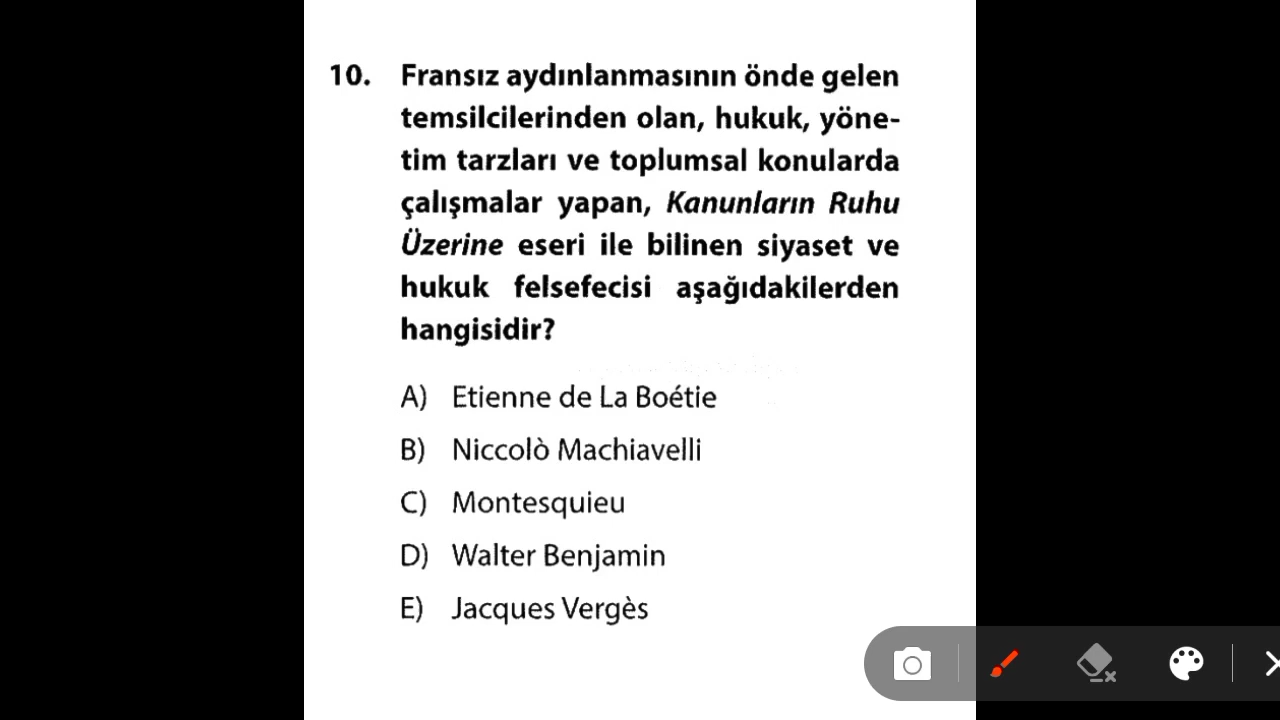 10. Fransız aydınlanmasının önde gelen
temsilcilerinden olan, hukuk, yöne-
tim tarzları ve toplumsal konularda
çalışmalar yapan, Kanunların Ruhu
Üzerine eseri ile bilinen siyaset ve
hukuk felsefecisi aşağıdakilerden
hangisidir?
A) Etienne de La Boétie
B) Niccolò Machiavelli
C) Montesquieu
D) Walter Benjamin
E) Jacques Vergès